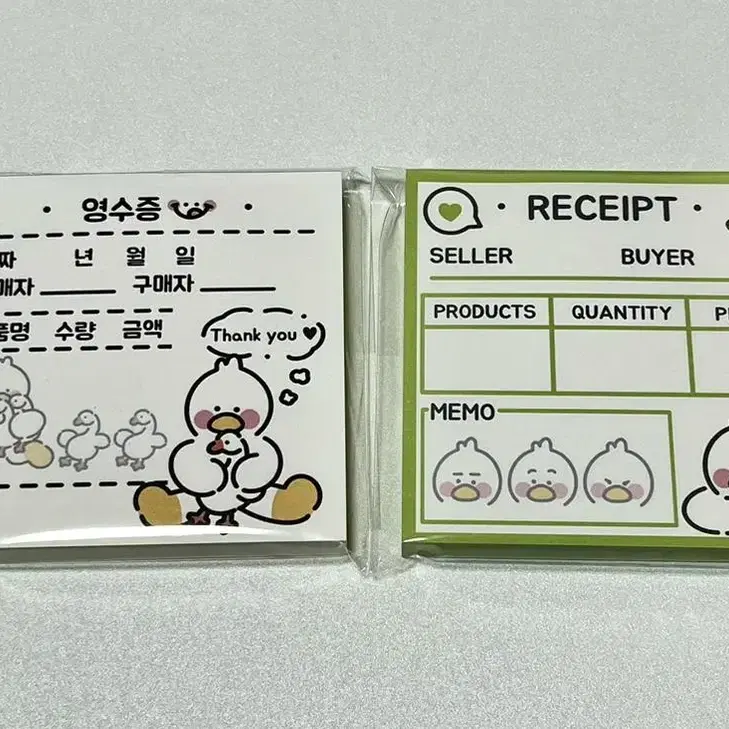 · 영수증 ·
짜 년 월 일
매자 구매자
품명 수량 금액
Thank you
· RECEIPT ·
SELLER BUYER
PRODUCTS QUANTITY P
MEMO